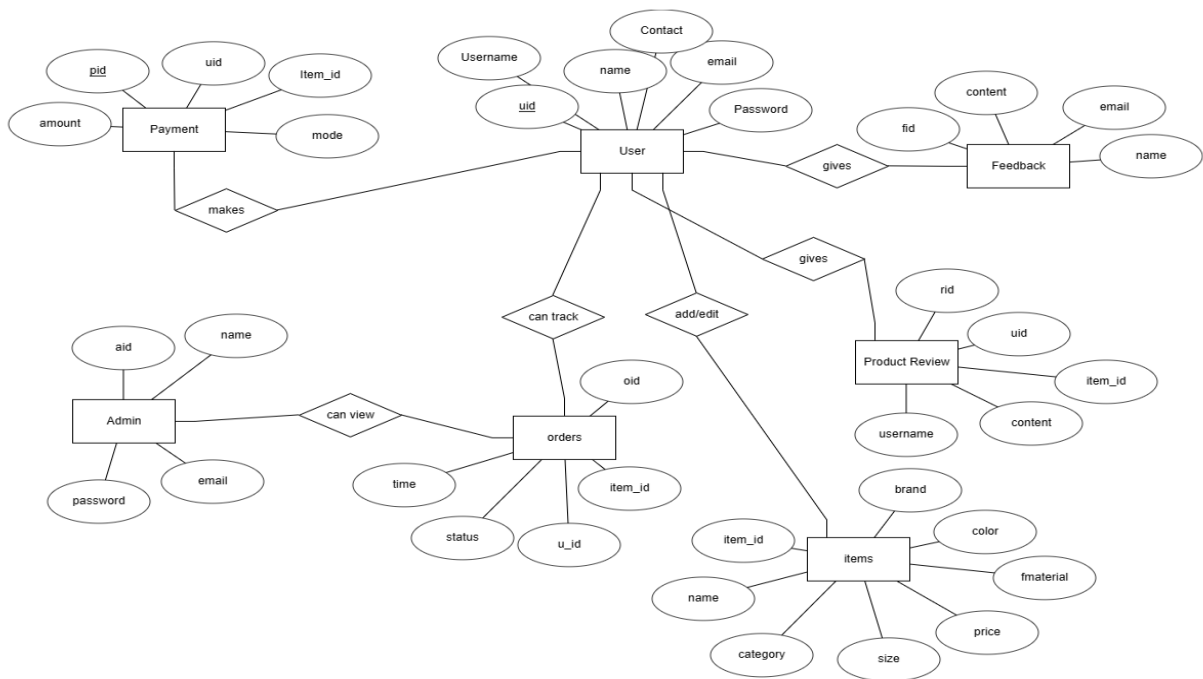 Contact
pid
uid
Username
email
Item_id
name
content
uid
Password
email
amount
Payment
mode
fid
User
gives
Feedback
name
makes
gives
rid
can track
add/edit
name
uid
aid
Product Review
oid
item_id
Admin
can view
orders
username
content
time
item_id
brand
email
password
status
item_id
color
u_id
items
fmaterial
name
price
category
size